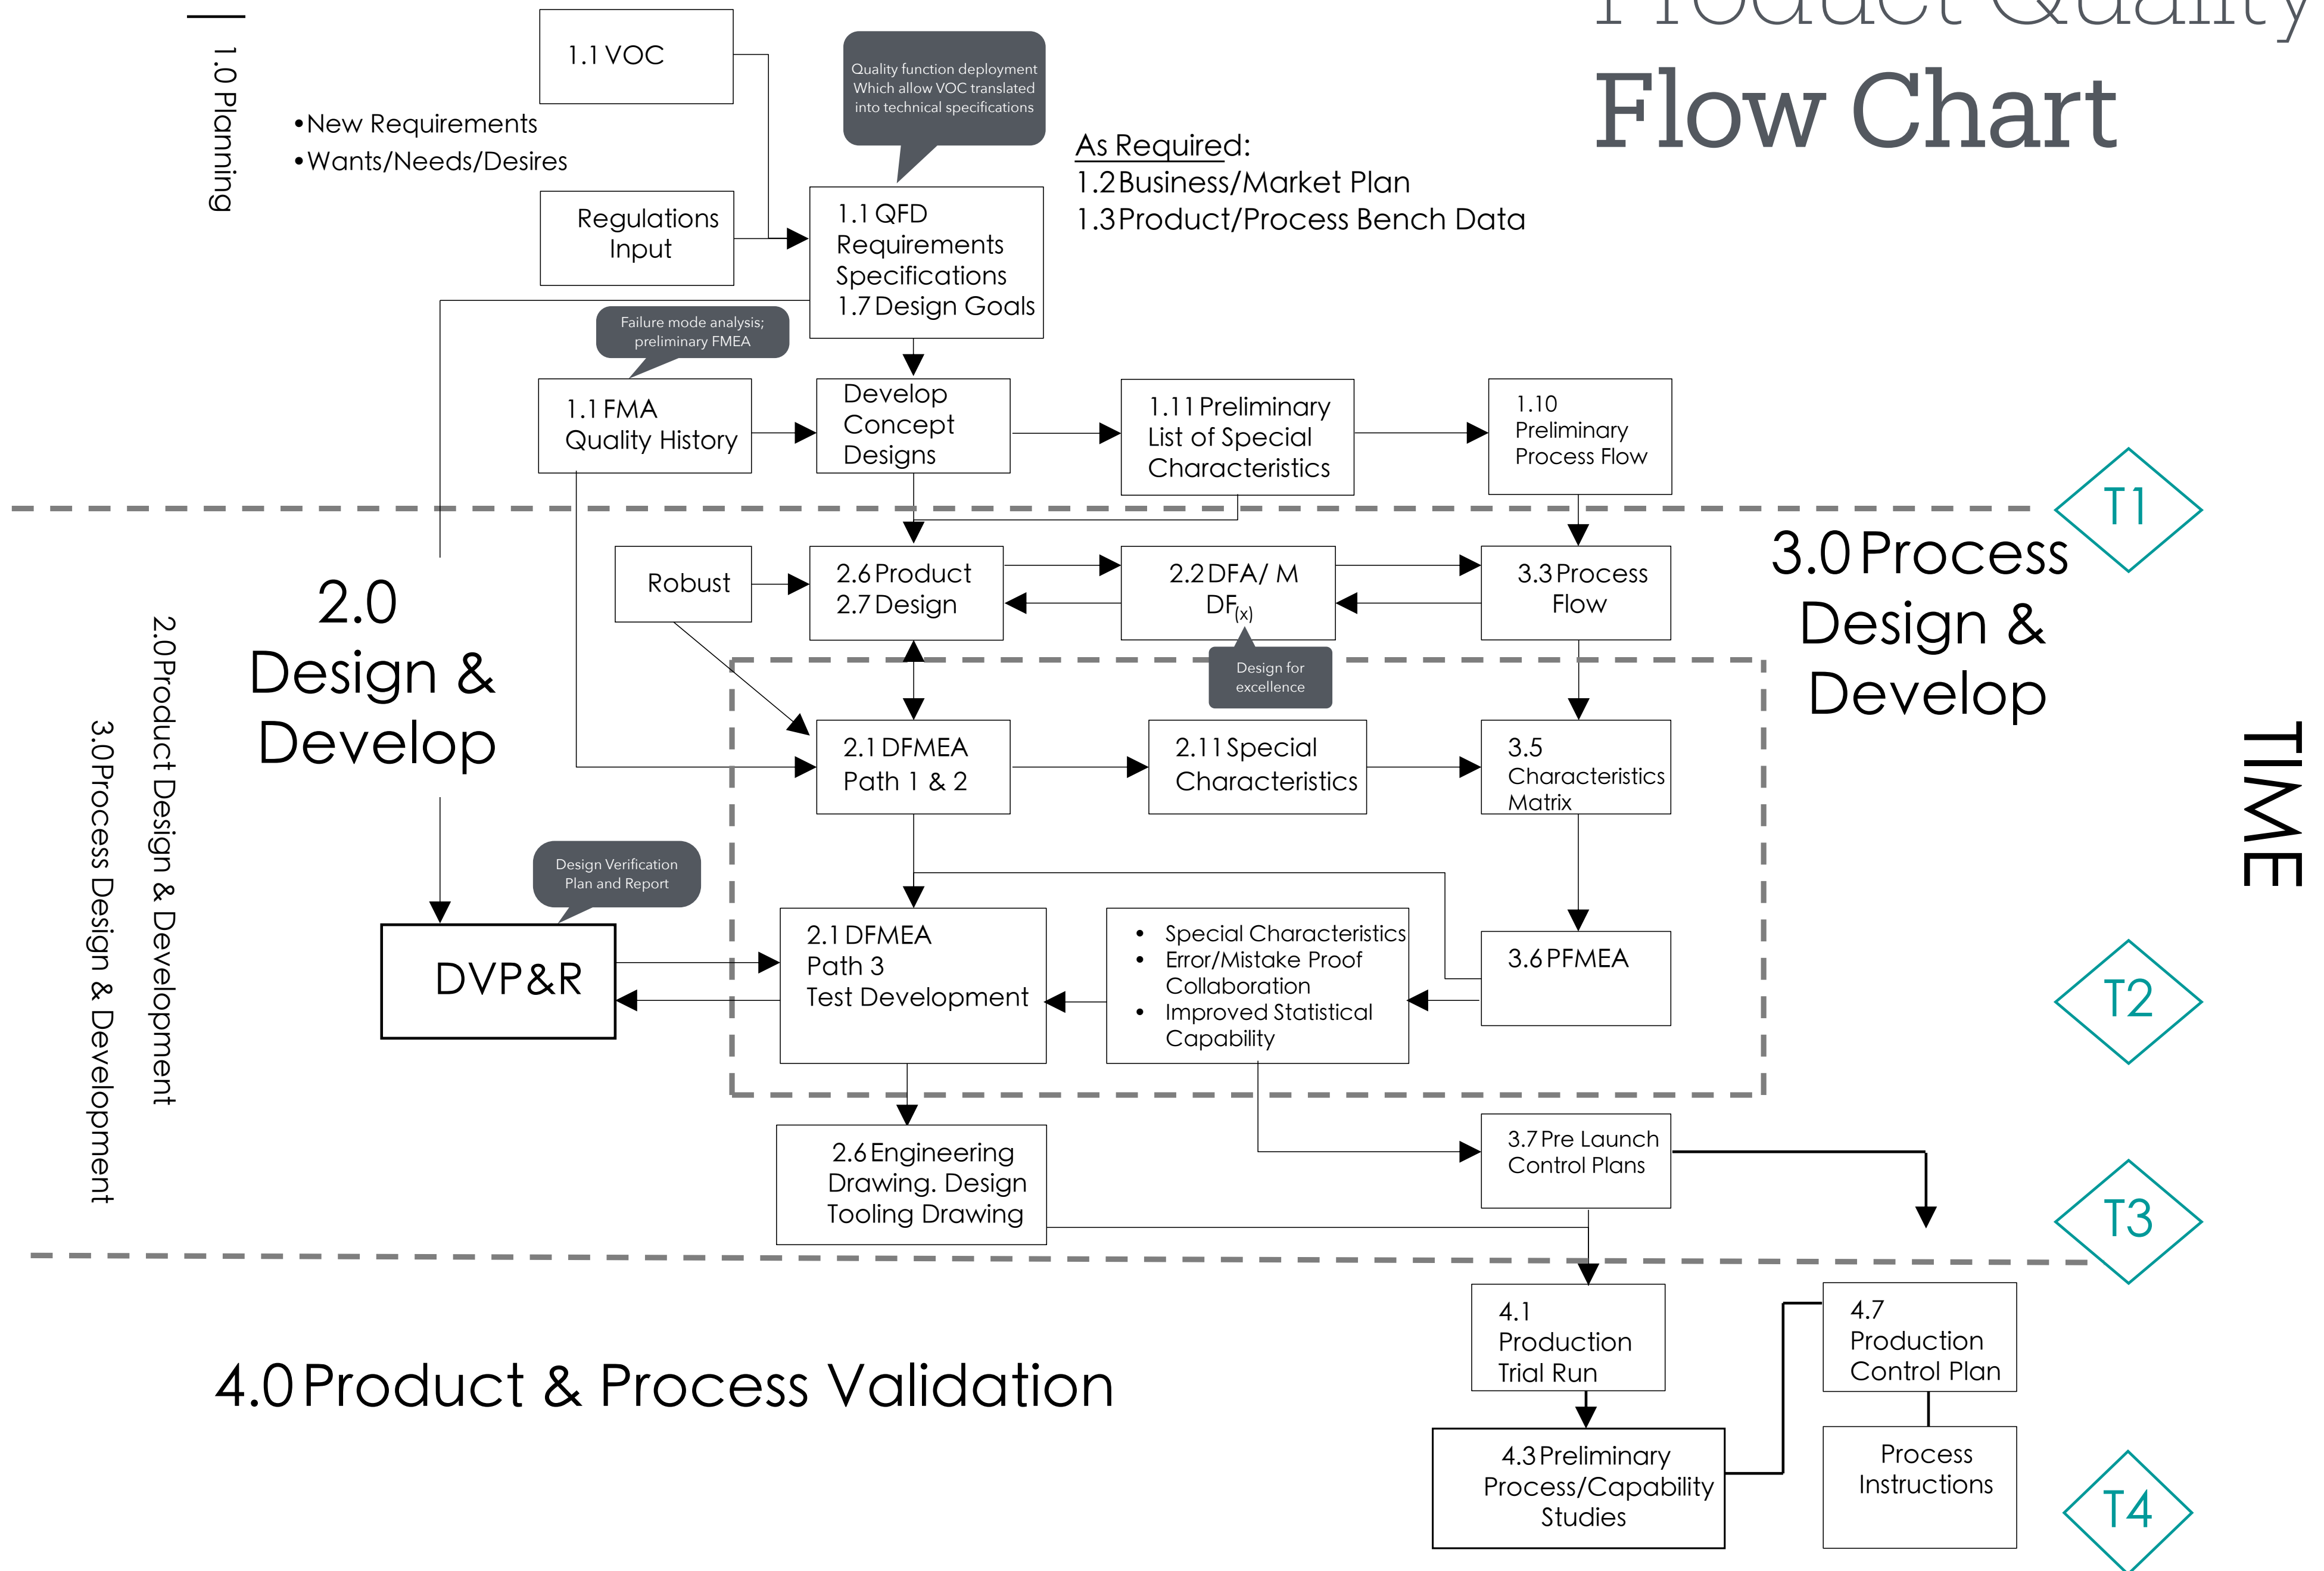 Product Quality
Flow Chart
1.0 Planning
1.1 VOC
•New Requirements
•Wants/Needs/Desires
Quality function deployment
Which allow VOC translated
into technical specifications
As Required:
1.2 Business/Market Plan
1.3 Product/Process Bench Data
Regulations
Input
1.1 QFD
Requirements
Specifications
1.7 Design Goals
Failure mode analysis;
preliminary FMEA
1.1 FMA
Quality History
Develop
Concept
Designs
1.11 Preliminary
List of Special
Characteristics
1.10
Preliminary
Process Flow
T1
2.0
Design &
Develop
3.0 Process
Design &
Develop
2.0 Product Design & Development
3.0 Process Design & Development
Robust
2.6 Product
2.7 Design
2.2 DFA/ M
DF(x)
3.3 Process
Flow
Design for
excellence
TIME
2.1 DFMEA
Path 1 & 2
2.11 Special
Characteristics
3.5
Characteristics
Matrix
Design Verification
Plan and Report
DVP&R
2.1 DFMEA
Path 3
Test Development
• Special Characteristics
• Error/Mistake Proof
Collaboration
• Improved Statistical
Capability
3.6 PFMEA
T2
2.6 Engineering
Drawing. Design
Tooling Drawing
3.7 Pre Launch
Control Plans
T3
4.0 Product & Process Validation
4.1
Production
Trial Run
4.7
Production
Control Plan
4.3 Preliminary
Process/Capability
Studies
Process
Instructions
T4